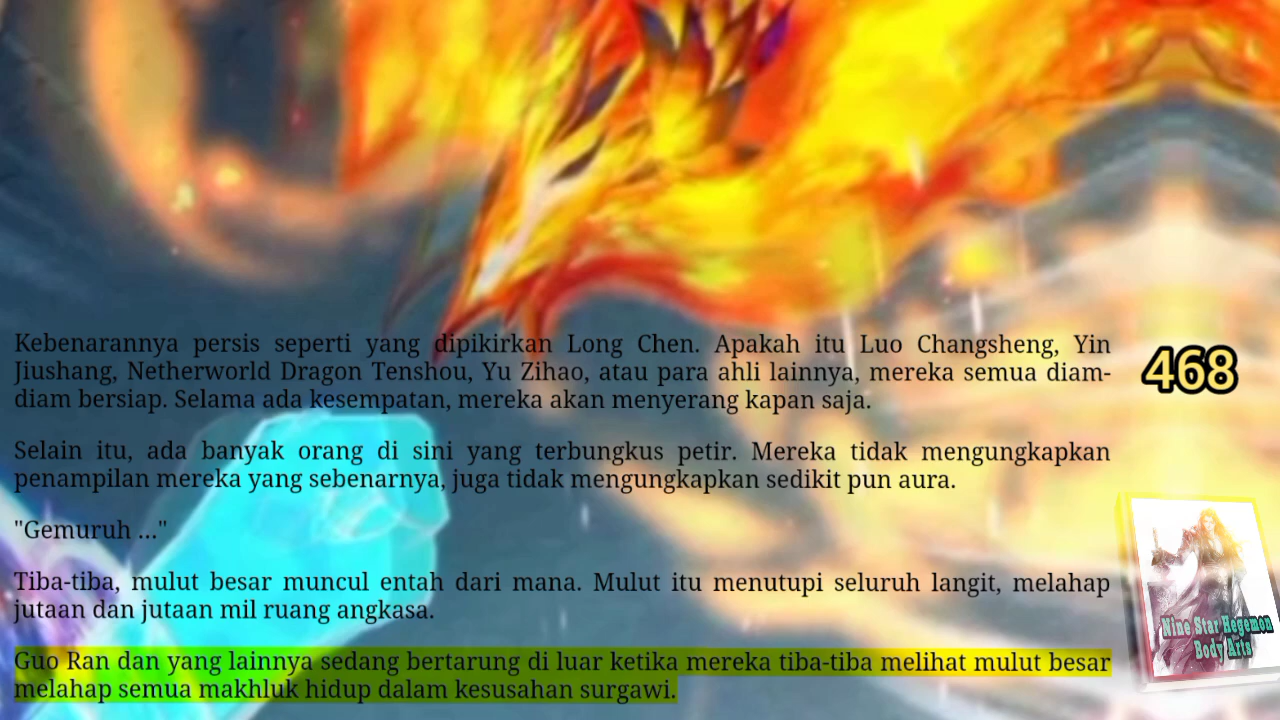 Kebenarannya persis seperti yang dipikirkan Long Chen. Apakah itu Luo Changsheng, Yin
Jiushang, Netherworld Dragon Tenshou, Yu Zihao, atau para ahli lainnya, mereka semua diam-
diam bersiap. Selama ada kesempatan, mereka akan menyerang kapan saja.
Selain itu, ada banyak orang di sini yang terbungkus petir. Mereka tidak mengungkapkan
penampilan mereka yang sebenarnya, juga tidak mengungkapkan sedikit pun aura.
"Gemuruh ..."
Tiba-tiba, mulut besar muncul entah dari mana. Mulut itu menutupi seluruh langit, melahap
jutaan dan jutaan mil ruang angkasa.
Guo Ran dan yang lainnya sedang bertarung di luar ketika mereka tiba-tiba melihat mulut besar
melahap semua makhluk hidup dalam kesusahan surgawi.
468
Nine Star Hegemon
Body Arts